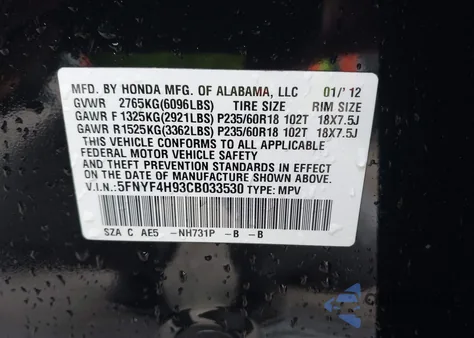 MFD. BY HONDA MFG. OF ALABAMA, LLC 01/'12
GVWR 2765KG(6096LBS) TIRE SIZE RIM SIZE
GAWR F 1325KG(2921LBS) P235/60R18 102T 18X7.5J
GAWR R1525KG(3362LBS) P235/60R18 102T 18X7.5J
THIS VEHICLE CONFORMS TO ALL APPLICABLE
FEDERAL MOTOR VEHICLE SAFETY
AND THEFT PREVENTION STANDARDS IN EFFECT
ON THE DATE OF MANUFACTURE SHOWN ABOVE.
V.I.N.: 5FNYF4H93CB033530 TYPE: MPV
SZA C AE5 -NH731P -B -B